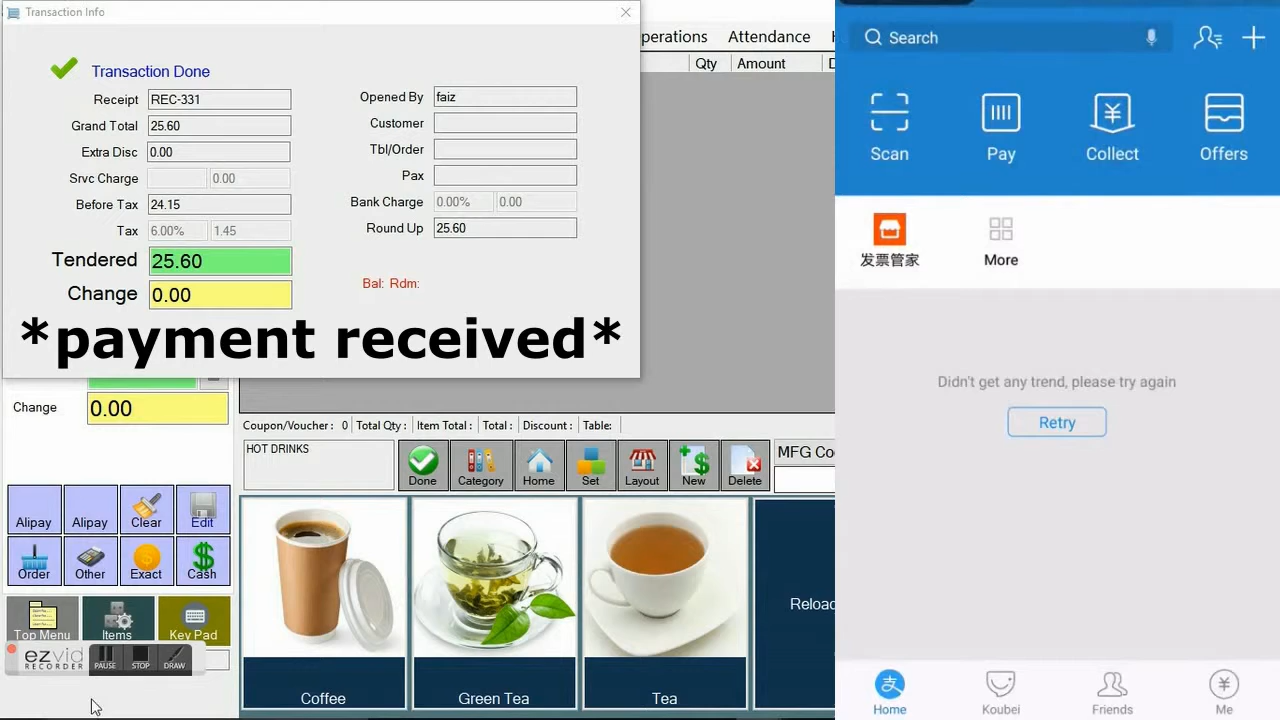 Transaction Info
Transaction Done
Receipt REC-331
Grand Total 25.60
Extra Disc 0.00
Srvc Charge 0.00
Before Tax 24.15
Tax 6.00% 1.45
Tendered 25.60
Change 0.00
Opened By faiz
Customer
Tbl/Order
Pax
Bank Charge 0.00% 0.00
Round Up 25.60
Bal: Rdm:
*payment received*
perations Attendance
Qty Amount
Change 0.00
Coupon/Voucher : 0 Total Qty : Item Total : Total : Discount : Table:
HOT DRINKS
Done Category Home Set Layout New Delete
MFG Co
Alipay Alipay Clear Edit
Order Other Exact Cash
Top Menu Items Key Pad
ezvid
RECORDER
PAUSE STOP DRAW
Coffee Green Tea Tea
Reload
Search
Scan Pay Collect Offers
发票管家 More
Didn't get any trend, please try again
Retry
支
Home Koubei Friends Me